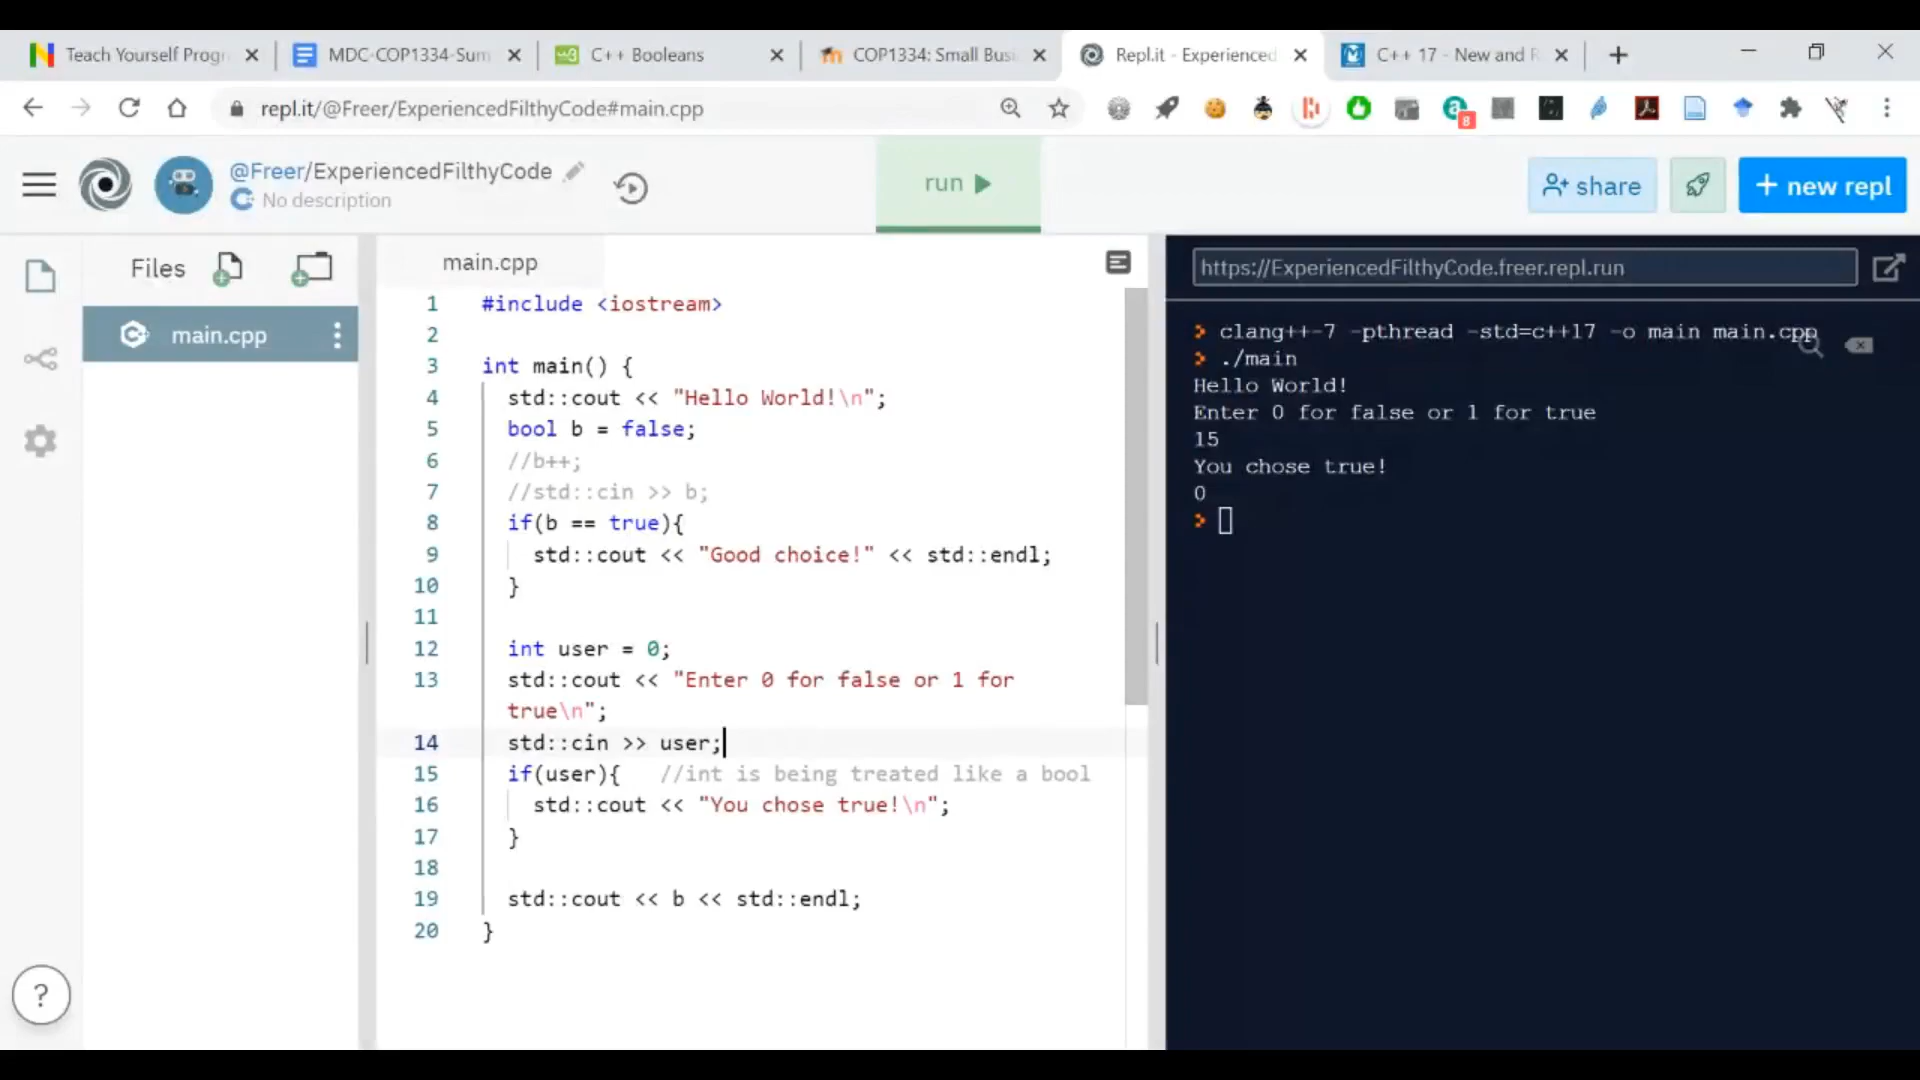 Teach Yourself Progr
MDC-COP1334-Sum
C++ Booleans
COP1334: Small Busi
Repl.it - Experienced
C++ 17 - New and R
repl.it/@Freer/ExperiencedFilthyCode#main.cpp
8
@Freer/ExperiencedFilthyCode
No description
run
share
+ new repl
Files
main.cpp
main.cpp
1 #include <iostream>
2
3 int main() {
4 std::cout << "Hello World!\n";
5 bool b = false;
6 //b++;
7 //std::cin >> b;
8 if(b == true){
9 std::cout << "Good choice!" << std::endl;
10 }
11
12 int user = 0;
13 std::cout << "Enter 0 for false or 1 for
true\n";
14 std::cin >> user;
15 if(user){ //int is being treated like a bool
16 std::cout << "You chose true!\n";
17 }
18
19 std::cout << b << std::endl;
20 }
https://ExperiencedFilthyCode.freer.repl.run
> clang++-7 -pthread -std=c++17 -o main main.cpp
> ./main
Hello World!
Enter 0 for false or 1 for true
15
You chose true!
0
>
?